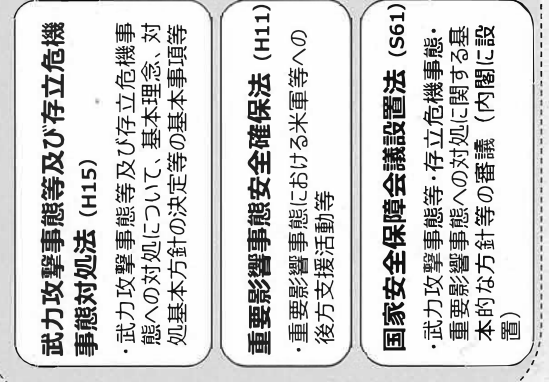 武力攻撃事態等及び存立危機
事態対処法（H15）
・武力攻撃事態等及び存立危機事
態への対処について、基本理念、対
処基本方針の決定等の基本事項等
重要影響事態安全確保法（H11）
・重要影響事態における米軍等への
後方支援活動等
国家安全保障会議設置法（S61）
・武力攻撃事態等・存立危機事態・
重要影響事態への対処に関する基
本的な方針等の審議（内閣に設
置）